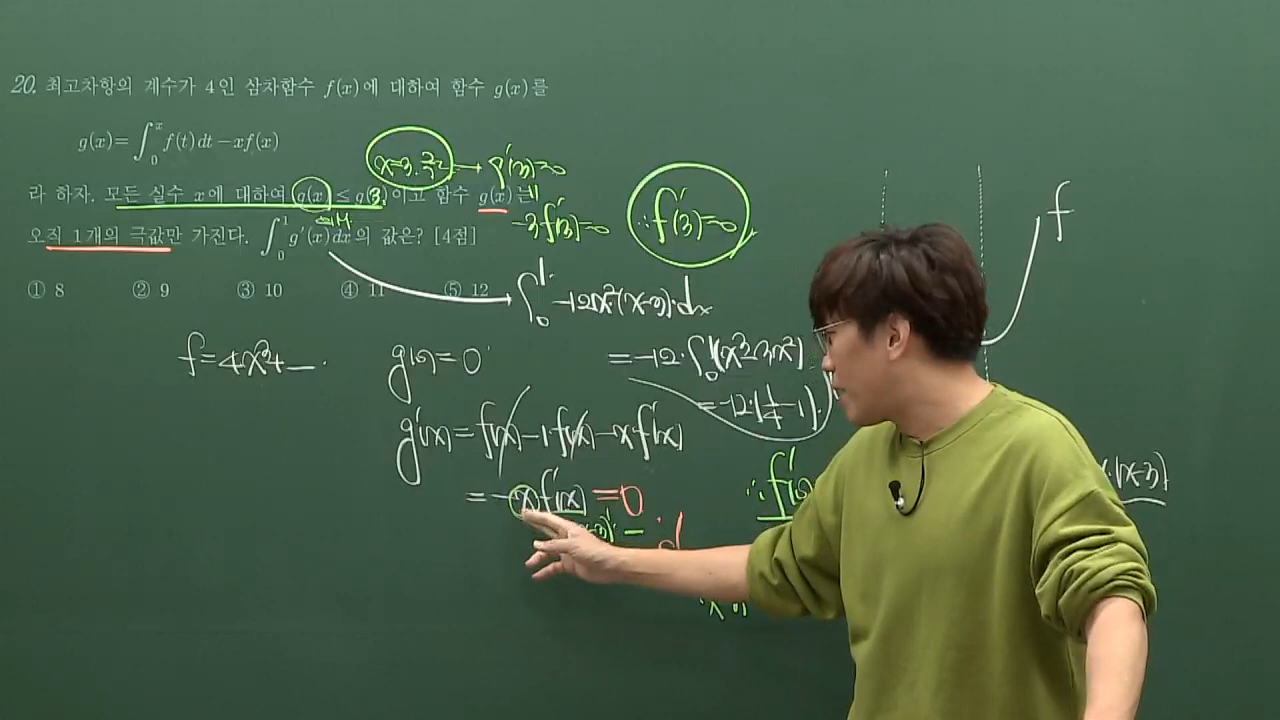 20. 최고차항의 계수가 4인 삼차함수 f(x)에 대하여 함수 g(x)를
g(x)=∫₀ˣ f(t)dt−xf(x)
라 하자. 모든 실수 x에 대하여 g(x)≤g(3)이고 함수 g(x)는
오직 1개의 극값만 가진다. ∫₀¹ g′(x)dx의 값은? [4점]
① 8 ② 9 ③ 10 ④ 11 ⑤ 12
x=3. → g′(3)=0
-3f′(3)=0
∴f′(3)=0
f
∫₀¹ -12x²·(x-3)·dx
=-12·∫₀¹(x³-3x²)
=-12·(1/4-1).
f=4x³+ ….
g(0)=0
g′(x)=f(x)-1·f(x)-xf′(x)
=-xf′(x) =0
∴f′(
(x-3)